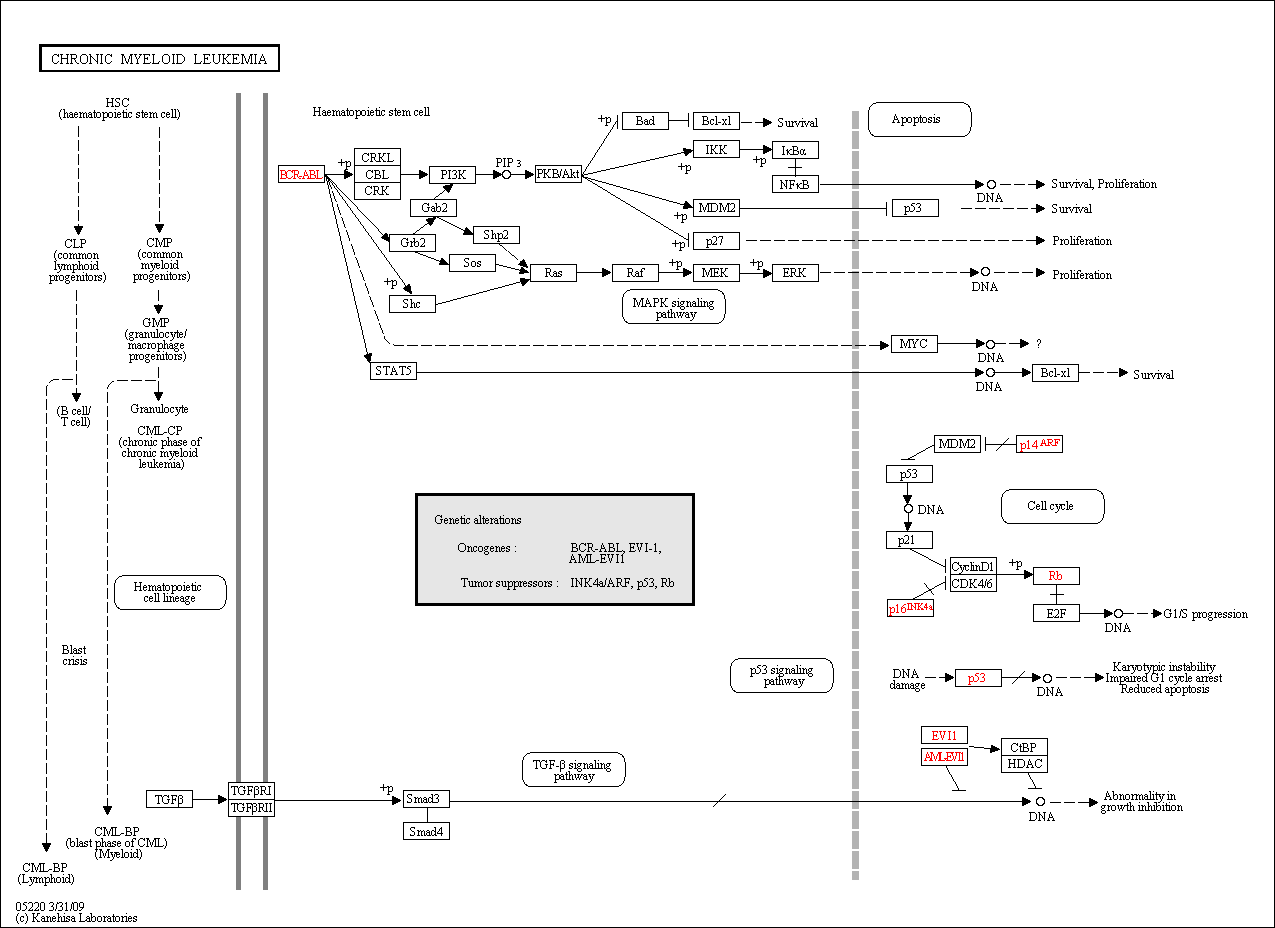 CHRONIC MYELOID LEUKEMIA
HSC
(haematopoietic stem cell)
CLP
(common
lymphoid
progenitors)
CMP
(common
myeloid
progenitors)
GMP
(granulocyte/
macrophage
progenitors)
(B cell/
T cell)
Granulocyte
CML-CP
(chronic phase of
chronic myeloid
leukemia)
Hematopoietic
cell lineage
Blast
crisis
CML-BP
(blast phase of CML)
(Myeloid)
CML-BP
(Lymphoid)
05220 3/31/09
(c) Kanehisa Laboratories
Haematopoietic stem cell
BCR-ABL
+p
CRKL
CBL
CRK
PI3K
PIP 3
PKB/Akt
Gab2
Grb2
Shp2
Sos
+p
Shc
STAT5
Ras
Raf
+p
MEK
+p
ERK
MAPK signaling
pathway
+p
Bad
Bcl-xl
Survival
IKK
+p
+p
IκBα
NFκB
DNA
Survival, Proliferation
MDM2
+p
p53
Survival
+p
p27
Proliferation
DNA
Proliferation
Apoptosis
MYC
DNA
?
DNA
Bcl-xl
Survival
Genetic alterations
Oncogenes : BCR-ABL, EVI-1,
AML-EVI1
Tumor suppressors : INK4a/ARF, p53, Rb
MDM2
p14 ARF
p53
DNA
p21
Cell cycle
CyclinD1
CDK4/6
+p
Rb
p16 INK4a
E2F
DNA
G1/S progression
p53 signaling
pathway
DNA
damage
p53
DNA
Karyotypic instability
Impaired G1 cycle arrest
Reduced apoptosis
EVI1
AML-EVI1
CtBP
HDAC
TGF-β signaling
pathway
TGFβ
TGFβRI
TGFβRII
+p
Smad3
Smad4
DNA
Abnormality in
growth inhibition